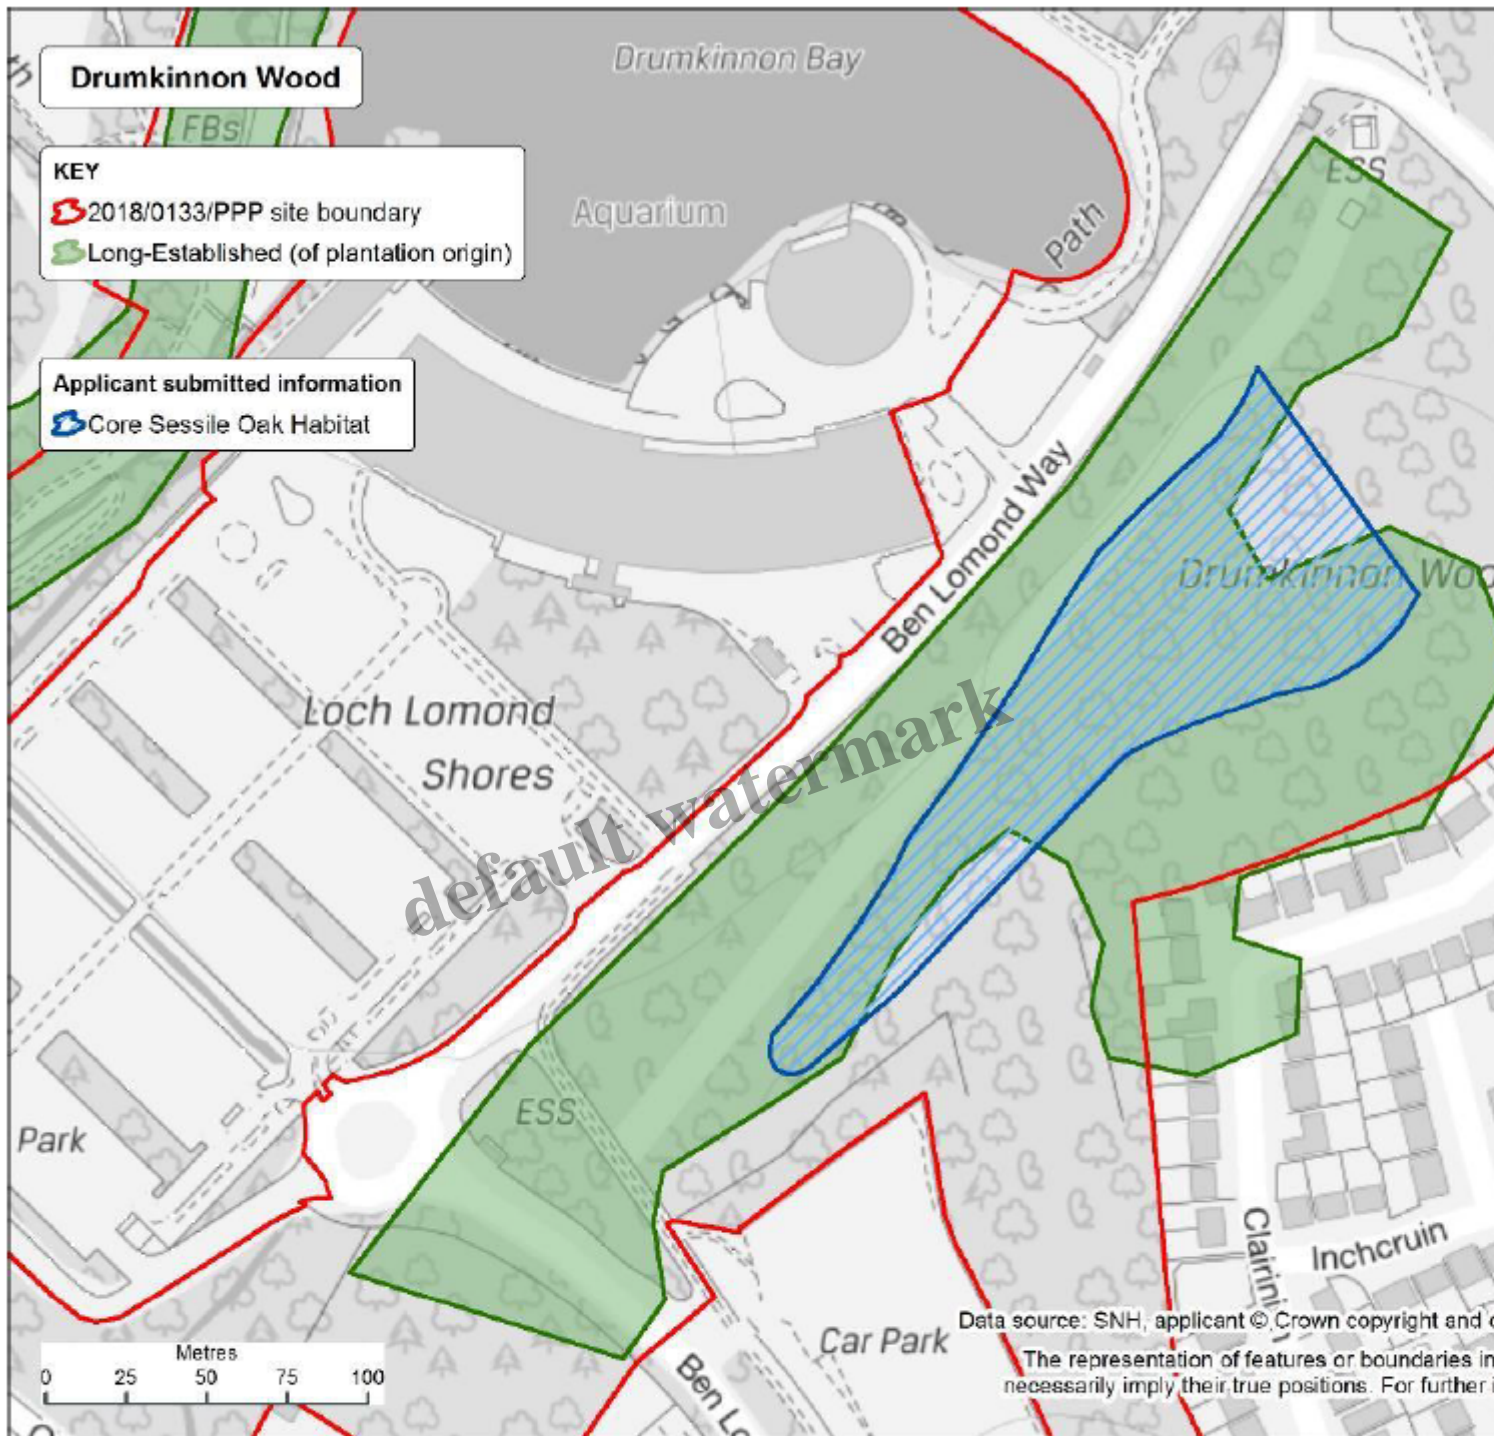 Drumkinnon Bay
Drumkinnon Wood
FBs
KEY
2018/0133/PPP site boundary
Long-Established (of plantation origin)
Aquarium
ESS
Path
Applicant submitted information
Core Sessile Oak Habitat
Ben Lomond Way
Drumkinnon Woo
Loch Lomond
Shores
default watermark
ESS
Park
Inchcruin
Car Park
Ben Lo
Data source: SNH, applicant © Crown copyright and
The representation of features or boundaries in
necessarily imply their true positions. For further
Metres
0 25 50 75 100